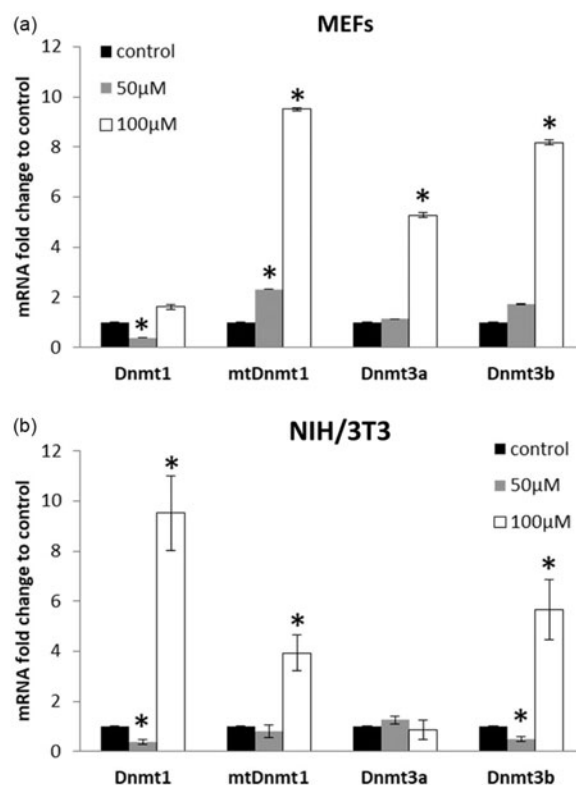 (a)
MEFs
mRNA fold change to control
12
10
8
6
4
2
0
control
50µM
100µM
*
*
*
*
*
Dnmt1 mtDnmt1 Dnmt3a Dnmt3b
(b)
NIH/3T3
mRNA fold change to control
12
10
8
6
4
2
0
control
50µM
100µM
*
*
*
*
*
Dnmt1 mtDnmt1 Dnmt3a Dnmt3b